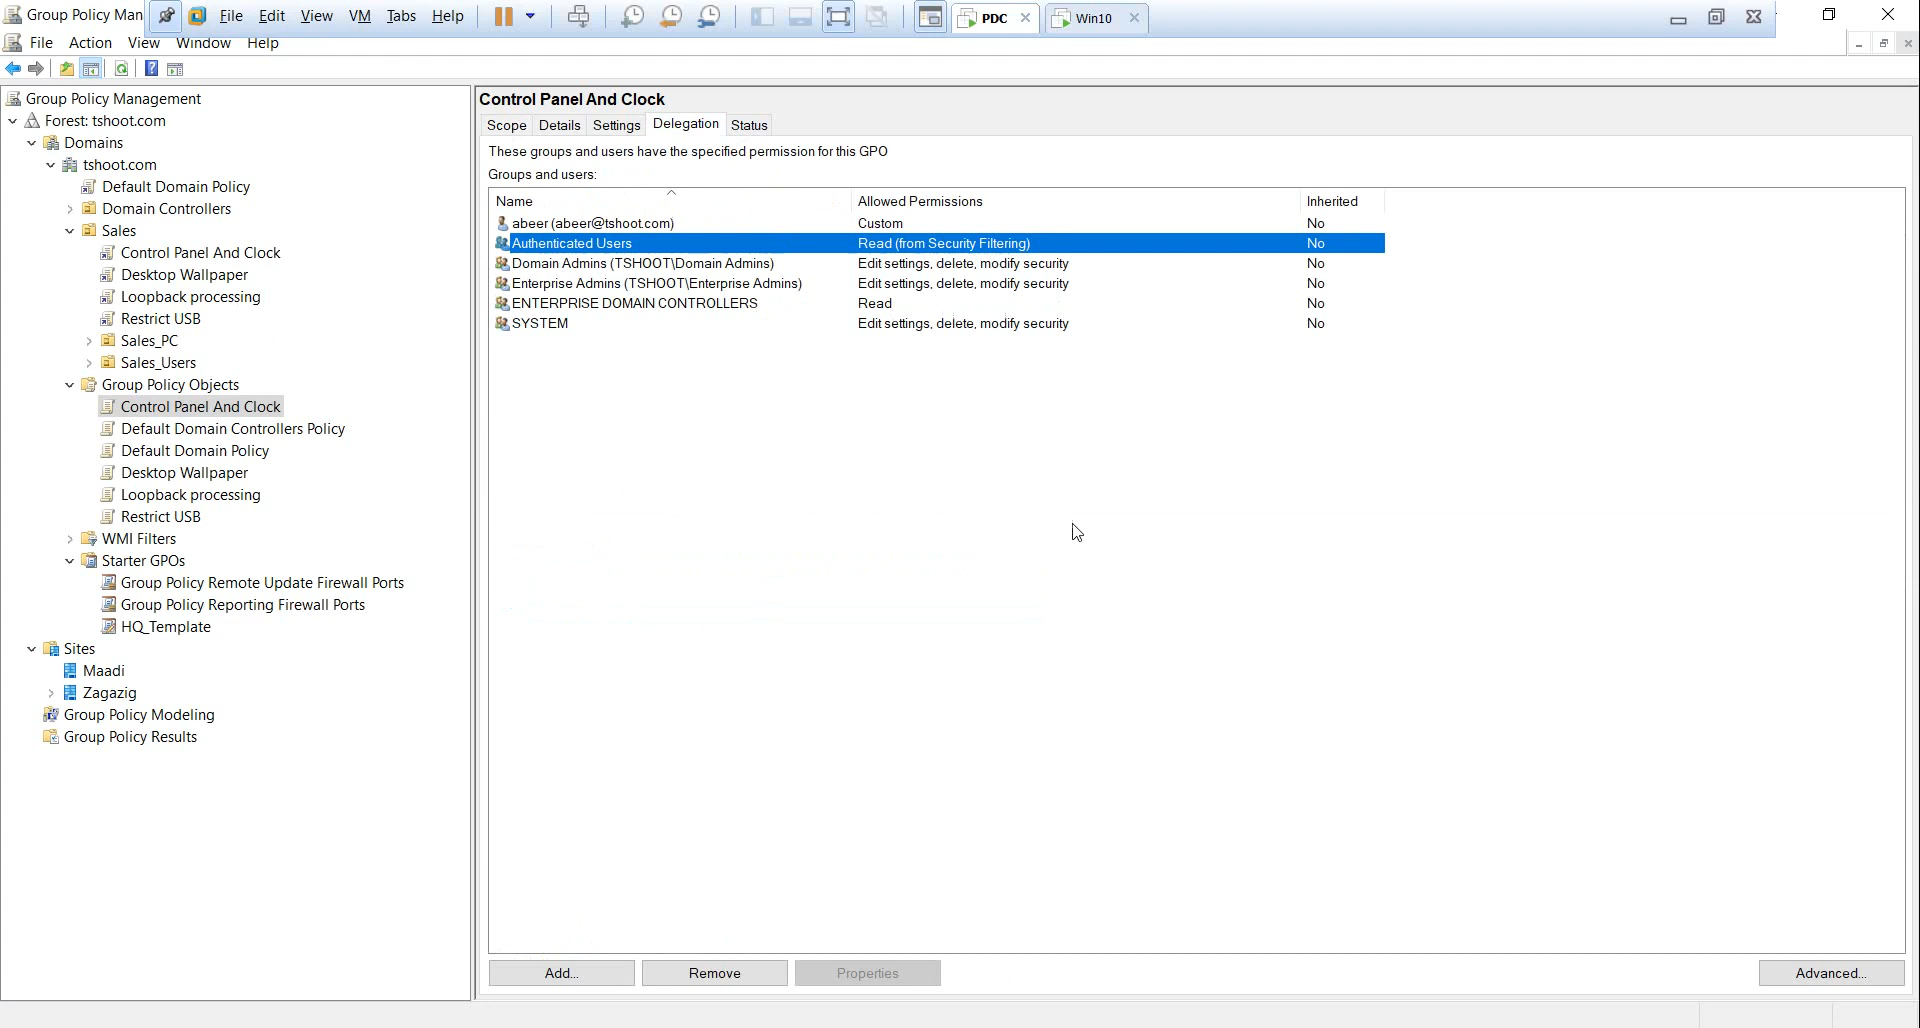 Group Policy Man
File Edit View VM Tabs Help
PDC
Win10
File Action View Window Help
Group Policy Management
Forest: tshoot.com
Domains
tshoot.com
Default Domain Policy
Domain Controllers
Sales
Control Panel And Clock
Desktop Wallpaper
Loopback processing
Restrict USB
Sales_PC
Sales_Users
Group Policy Objects
Control Panel And Clock
Default Domain Controllers Policy
Default Domain Policy
Desktop Wallpaper
Loopback processing
Restrict USB
WMI Filters
Starter GPOs
Group Policy Remote Update Firewall Ports
Group Policy Reporting Firewall Ports
HQ_Template
Sites
Maadi
Zagazig
Group Policy Modeling
Group Policy Results
Control Panel And Clock
Scope Details Settings Delegation Status
These groups and users have the specified permission for this GPO
Groups and users:
Name Allowed Permissions Inherited
abeer (abeer@tshoot.com) Custom No
Authenticated Users Read (from Security Filtering) No
Domain Admins (TSHOOT\Domain Admins) Edit settings, delete, modify security No
Enterprise Admins (TSHOOT\Enterprise Admins) Edit settings, delete, modify security No
ENTERPRISE DOMAIN CONTROLLERS Read No
SYSTEM Edit settings, delete, modify security No
Add... Remove Properties Advanced...